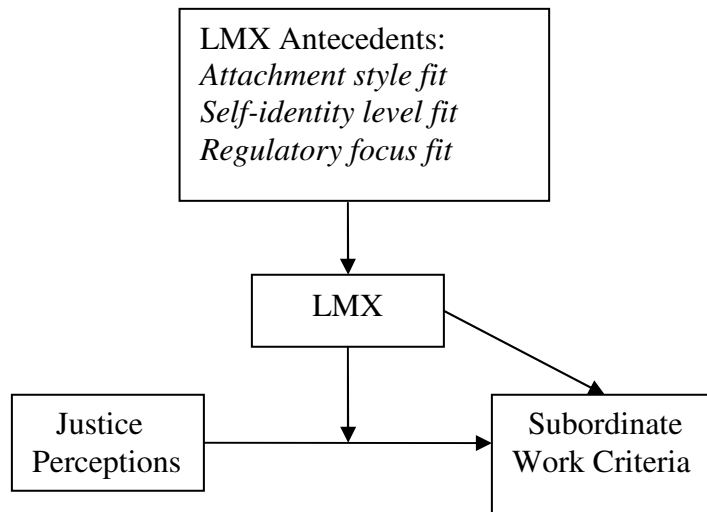 LMX Antecedents:
Attachment style fit
Self-identity level fit
Regulatory focus fit
LMX
Justice
Perceptions
Subordinate
Work Criteria